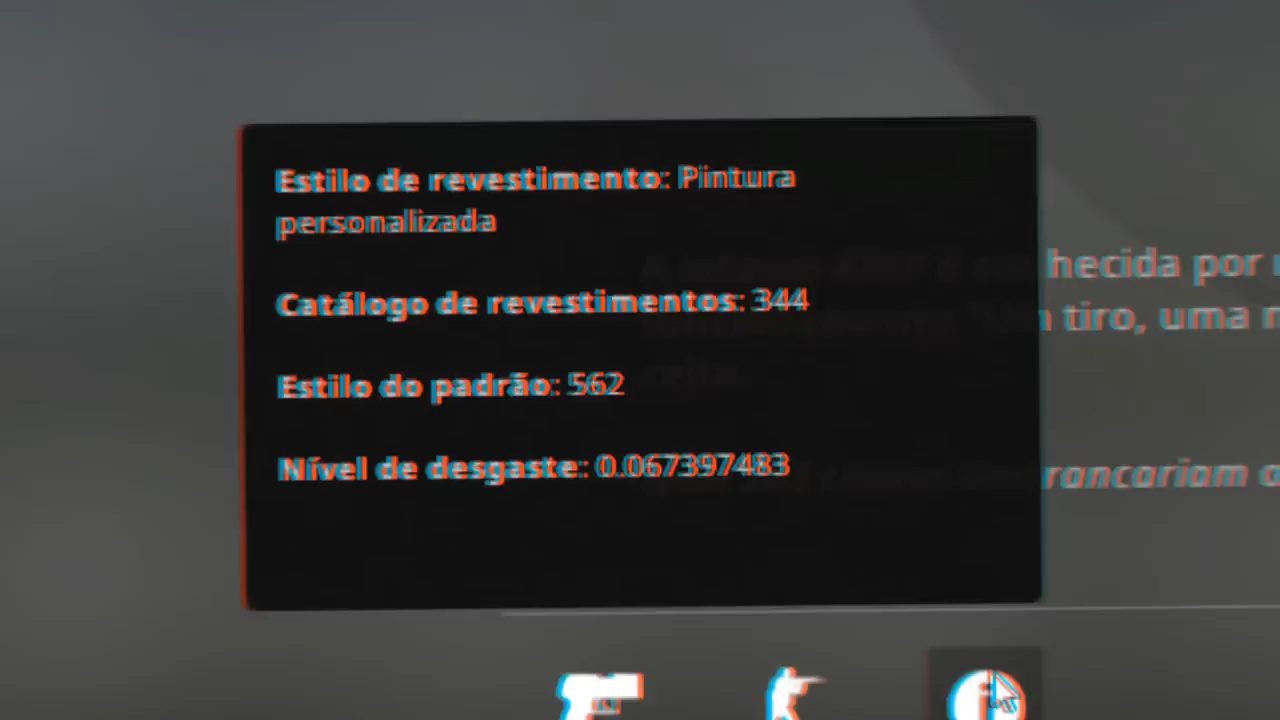 Estilo de revestimento: Pintura
personalizada
hecida por
Catálogo de revestimentos: 344
tiro, uma
Estilo do padrão: 562
Nível de desgaste: 0.067397483
rancariam